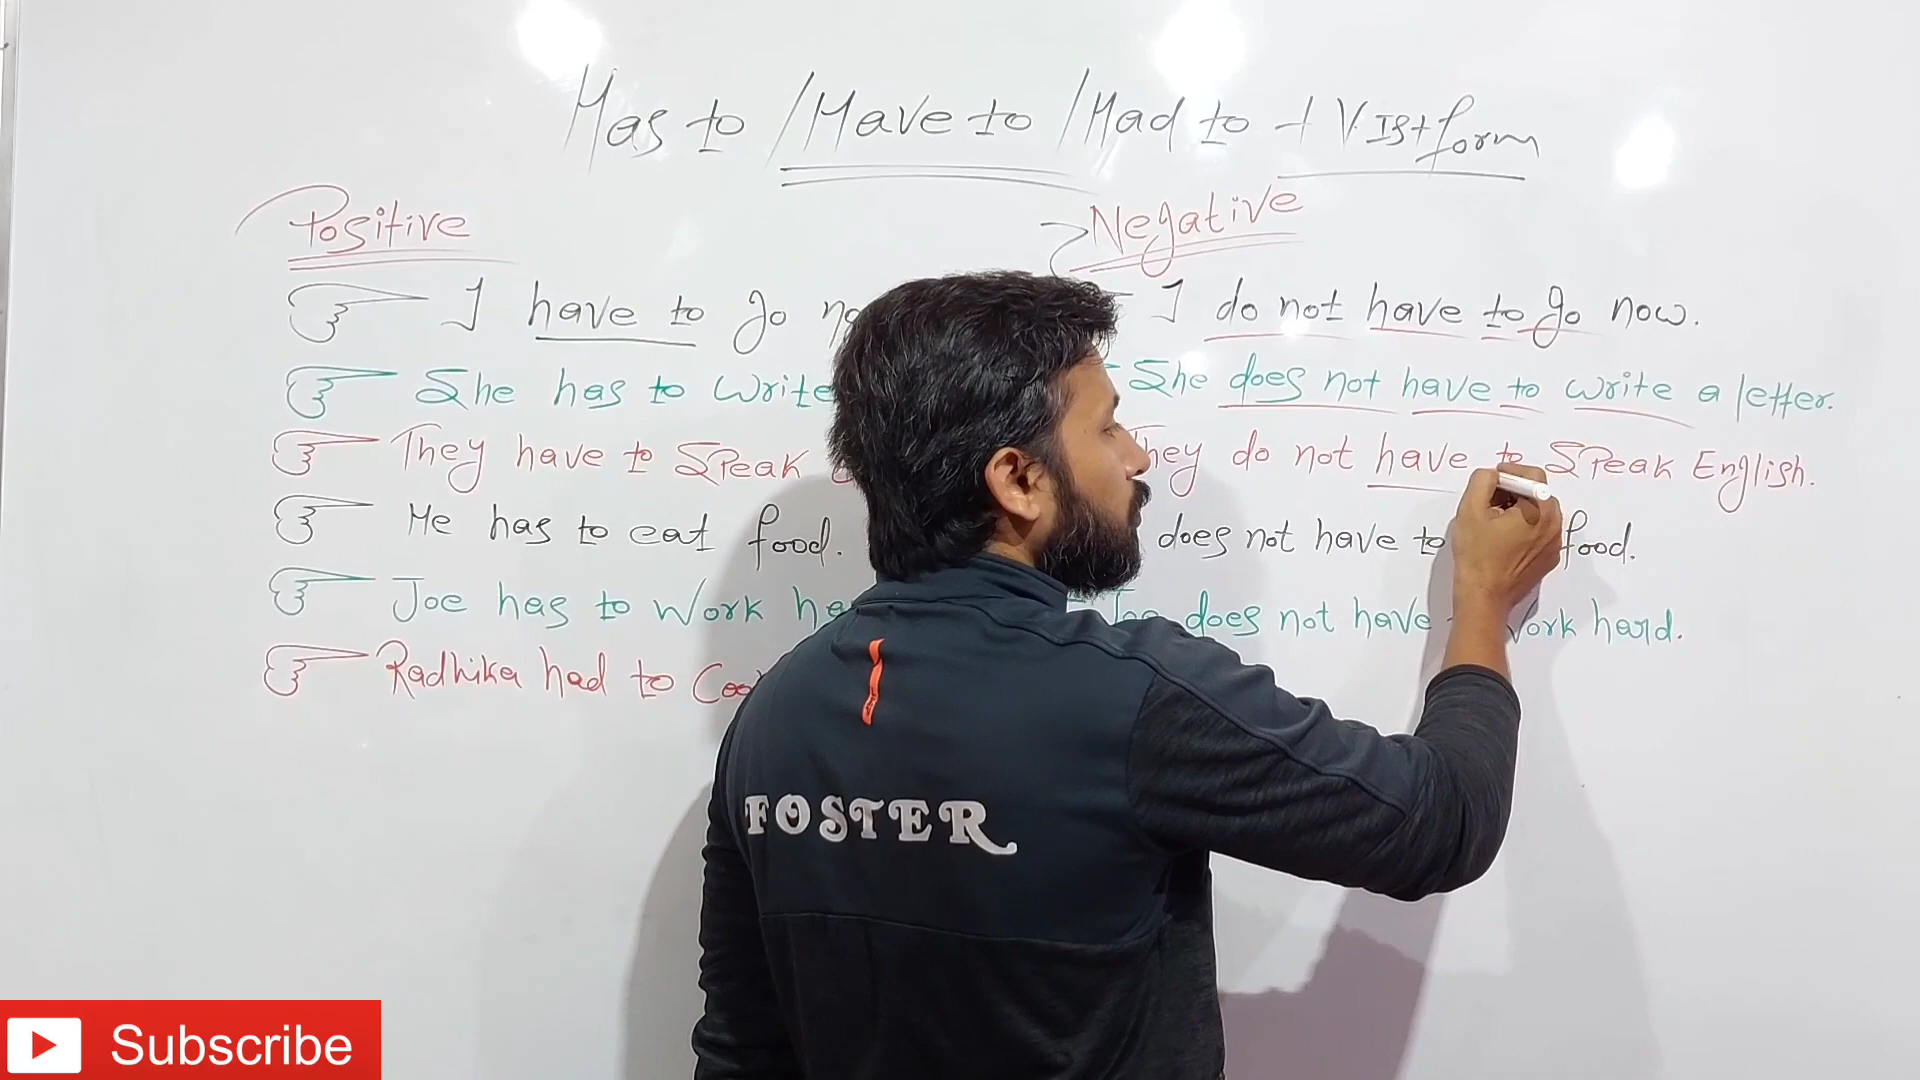 Has to / Have to / Had to + V. Ist form
Positive
Negative
I have to go
I do not have to go now.
She has to write
She does not have to write a letter.
They have to speak
They do not have to speak English.
He has to eat food.
does not have to food.
Joe has to work
Joe does not have work hard.
Radhika had to
FOSTER
Subscribe